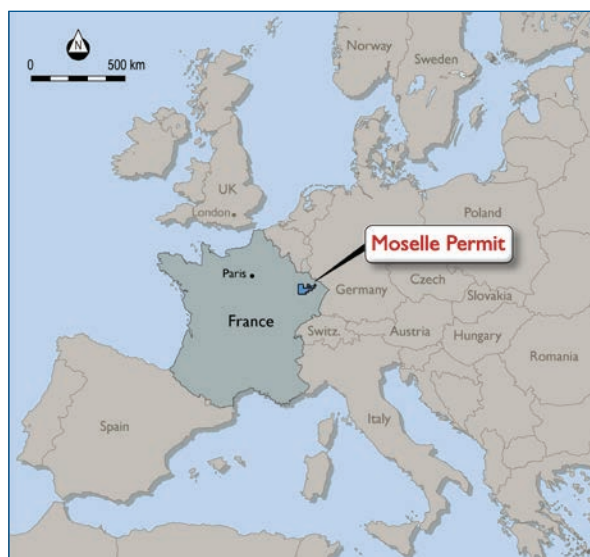 N
0 500 km
Norway
Sweden
UK
London
Poland
Moselle Permit
Paris
Germany
Czech
Slovakia
France
Switz.
Austria
Hungary
Romania
Spain
Italy